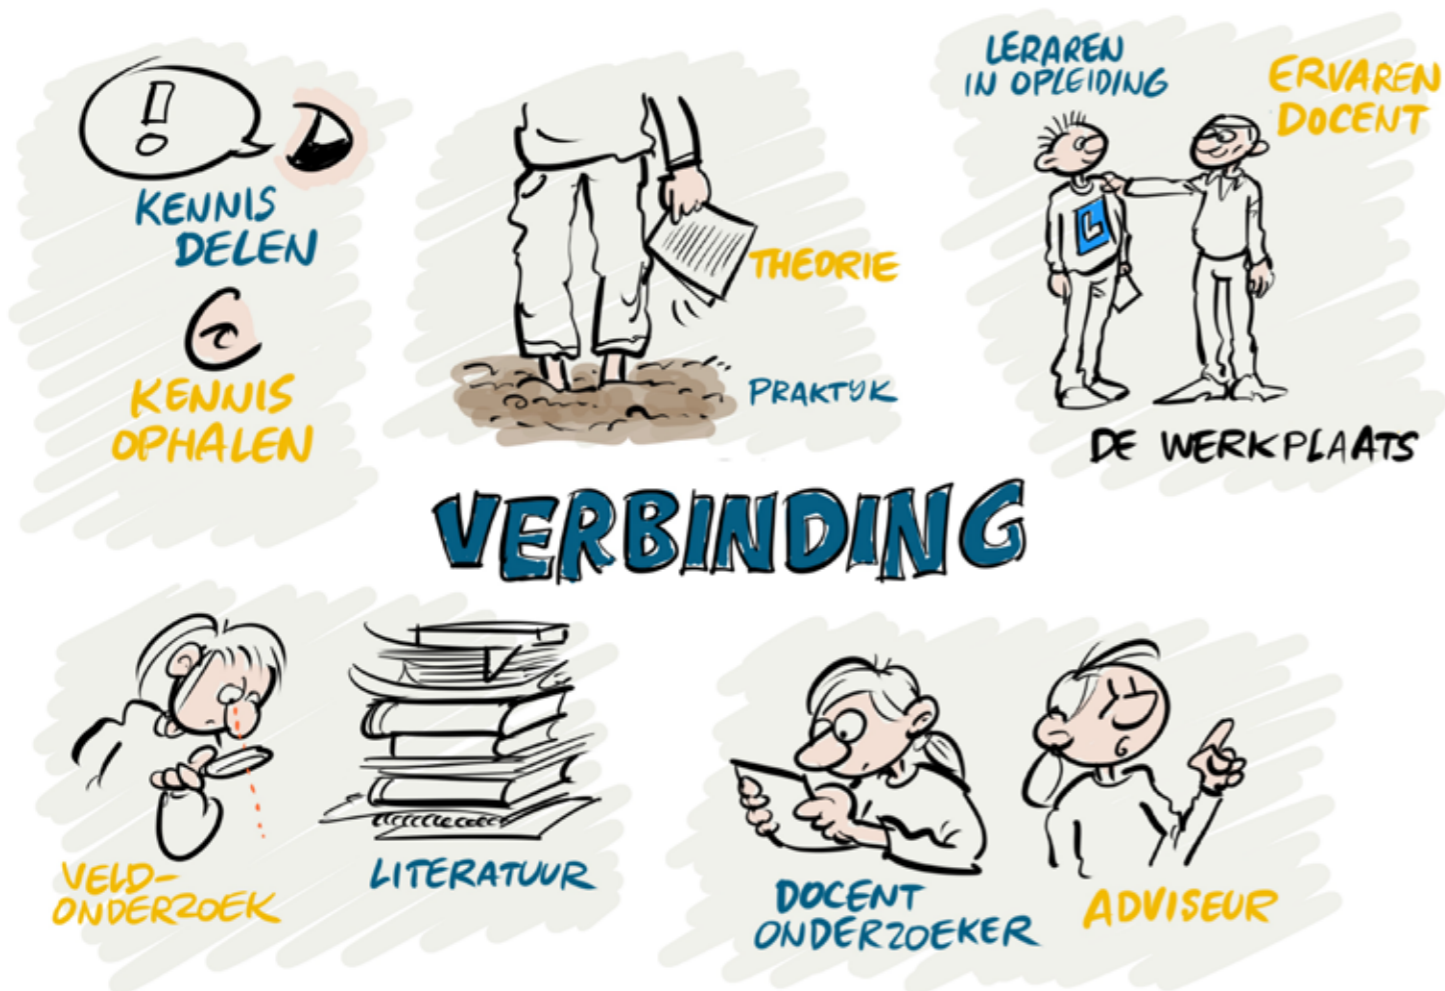 !
KENNIS
DELEN
KENNIS
OPHALEN
THEORIE
PRAKTIJK
LERAREN
IN OPLEIDING
ERVAREN
DOCENT
L
DE WERKPLAATS
VERBINDING
VELD-
ONDERZOEK
LITERATUUR
DOCENT
ONDERZOEKER
ADVISEUR